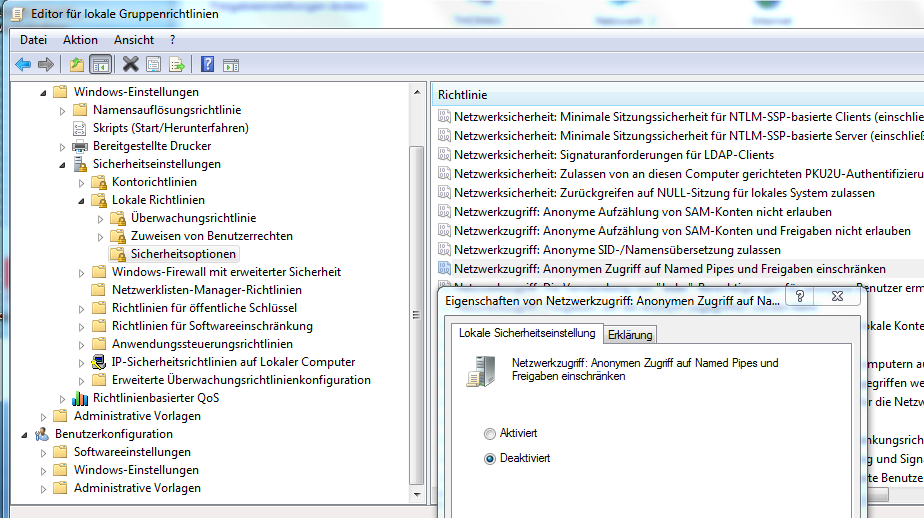 Editor für lokale Gruppenrichtlinien
Datei Aktion Ansicht ?
Windows-Einstellungen
Namensauflösungsrichtlinie
Skripts (Start/Herunterfahren)
Bereitgestellte Drucker
Sicherheitseinstellungen
Kontorichtlinien
Lokale Richtlinien
Überwachungsrichtlinie
Zuweisen von Benutzerrechten
Sicherheitsoptionen
Windows-Firewall mit erweiterter Sicherheit
Netzwerklisten-Manager-Richtlinien
Richtlinien für öffentliche Schlüssel
Richtlinien für Softwareeinschränkung
Anwendungssteuerungsrichtlinien
IP-Sicherheitsrichtlinien auf Lokaler Computer
Erweiterte Überwachungsrichtlinienkonfiguration
Richtlinienbasierter QoS
Administrative Vorlagen
Benutzerkonfiguration
Softwareeinstellungen
Windows-Einstellungen
Administrative Vorlagen
Richtlinie
Netzwerksicherheit: Minimale Sitzungssicherheit für NTLM-SSP-basierte Clients (einschlie
Netzwerksicherheit: Minimale Sitzungssicherheit für NTLM-SSP-basierte Server (einschließ
Netzwerksicherheit: Signaturanforderungen für LDAP-Clients
Netzwerksicherheit: Zulassen von an diesen Computer gerichteten PKU2U-Authentifizieru
Netzwerksicherheit: Zurückgreifen auf NULL-Sitzung für lokales System zulassen
Netzwerkzugriff: Anonyme Aufzählung von SAM-Konten nicht erlauben
Netzwerkzugriff: Anonyme Aufzählung von SAM-Konten und Freigaben nicht erlauben
Netzwerkzugriff: Anonyme SID-/Namensübersetzung zulassen
Netzwerkzugriff: Anonymen Zugriff auf Named Pipes und Freigaben einschränken
Benutzer erm
Eigenschaften von Netzwerkzugriff: Anonymen Zugriff auf Na...
Lokale Sicherheitseinstellung Erklärung
Netzwerkzugriff: Anonymen Zugriff auf Named Pipes und
Freigaben einschränken
Aktiviert
Deaktiviert
okale Konte
mputern au
egriffen we
r die Netzw
nkungsricht
g und Signa
te Benutze